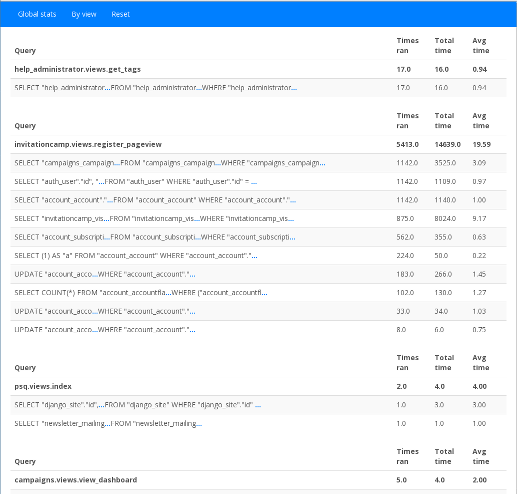 Global stats By view Reset
Query Times ran Total time Avg time
help_administrator.views.get_tags 17.0 16.0 0.94
SELECT "help_administrator...FROM "help_administrator...WHERE "help_administrator... 17.0 16.0 0.94
Query Times ran Total time Avg time
invitationcamp.views.register_pageview 5413.0 14639.0 19.59
SELECT "campaigns_campaign...FROM "campaigns_campaign...WHERE "campaigns_campaign... 1142.0 3525.0 3.09
SELECT "auth_user"."id", "...FROM "auth_user" WHERE "auth_user"."id" = ... 1142.0 1109.0 0.97
SELECT "account_account"."...FROM "account_account" WHERE "account_account"."... 1142.0 1140.0 1.00
SELECT "invitationcamp_vis...FROM "invitationcamp_vis...WHERE "invitationcamp_vis... 875.0 8024.0 9.17
SELECT "account_subscripti...FROM "account_subscripti...WHERE "account_subscripti... 562.0 355.0 0.63
SELECT (1) AS "a" FROM "account_account" WHERE "account_account"."... 224.0 50.0 0.22
UPDATE "account_acco...WHERE "account_account"."... 183.0 266.0 1.45
SELECT COUNT(*) FROM "account_accountfla...WHERE ("account_accountfl... 102.0 130.0 1.27
UPDATE "account_acco...WHERE "account_account"."... 33.0 34.0 1.03
UPDATE "account_acco...WHERE "account_account"."... 8.0 6.0 0.75
Query Times ran Total time Avg time
psq.views.index 2.0 4.0 4.00
SELECT "django_site"."id",...FROM "django_site" WHERE "django_site"."id" ... 1.0 3.0 3.00
SELECT "newsletter_mailing...FROM "newsletter_mailing... 1.0 1.0 1.00
Query Times ran Total time Avg time
campaigns.views.view_dashboard 5.0 4.0 2.00